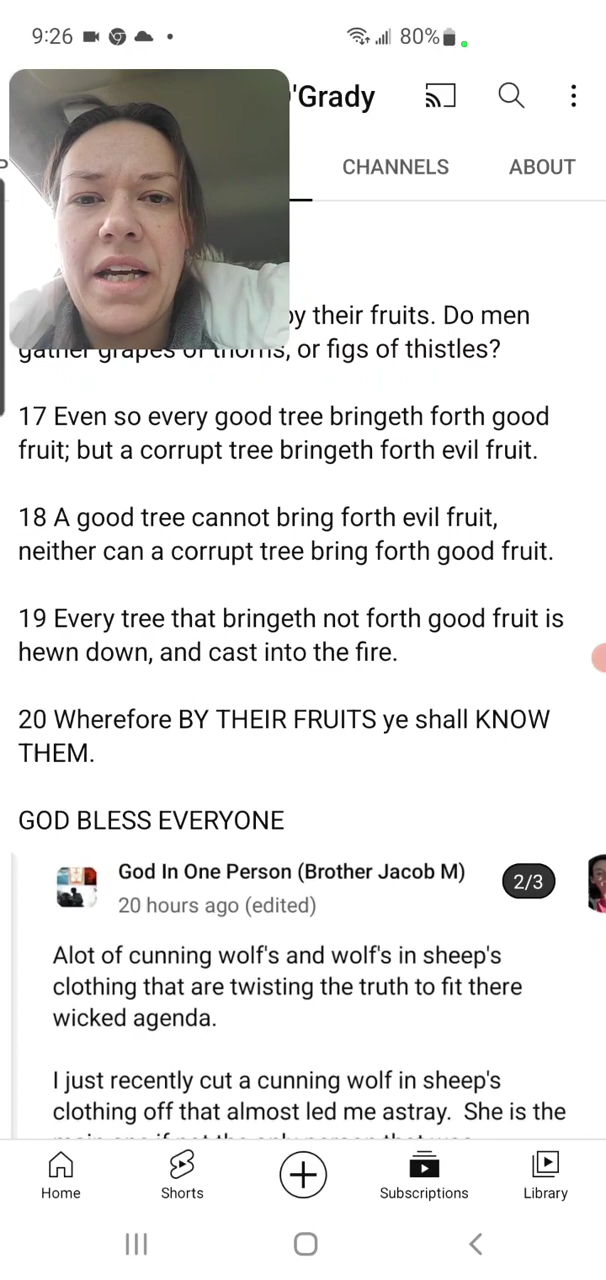 9:26
80%
'Grady
CHANNELS
ABOUT
by their fruits. Do men
gather grapes of thorns, or figs of thistles?
17 Even so every good tree bringeth forth good
fruit; but a corrupt tree bringeth forth evil fruit.
18 A good tree cannot bring forth evil fruit,
neither can a corrupt tree bring forth good fruit.
19 Every tree that bringeth not forth good fruit is
hewn down, and cast into the fire.
20 Wherefore BY THEIR FRUITS ye shall KNOW
THEM.
GOD BLESS EVERYONE
God In One Person (Brother Jacob M)
2/3
20 hours ago (edited)
Alot of cunning wolf's and wolf's in sheep's
clothing that are twisting the truth to fit there
wicked agenda.
I just recently cut a cunning wolf in sheep's
clothing off that almost led me astray. She is the
Home
Shorts
Subscriptions
Library